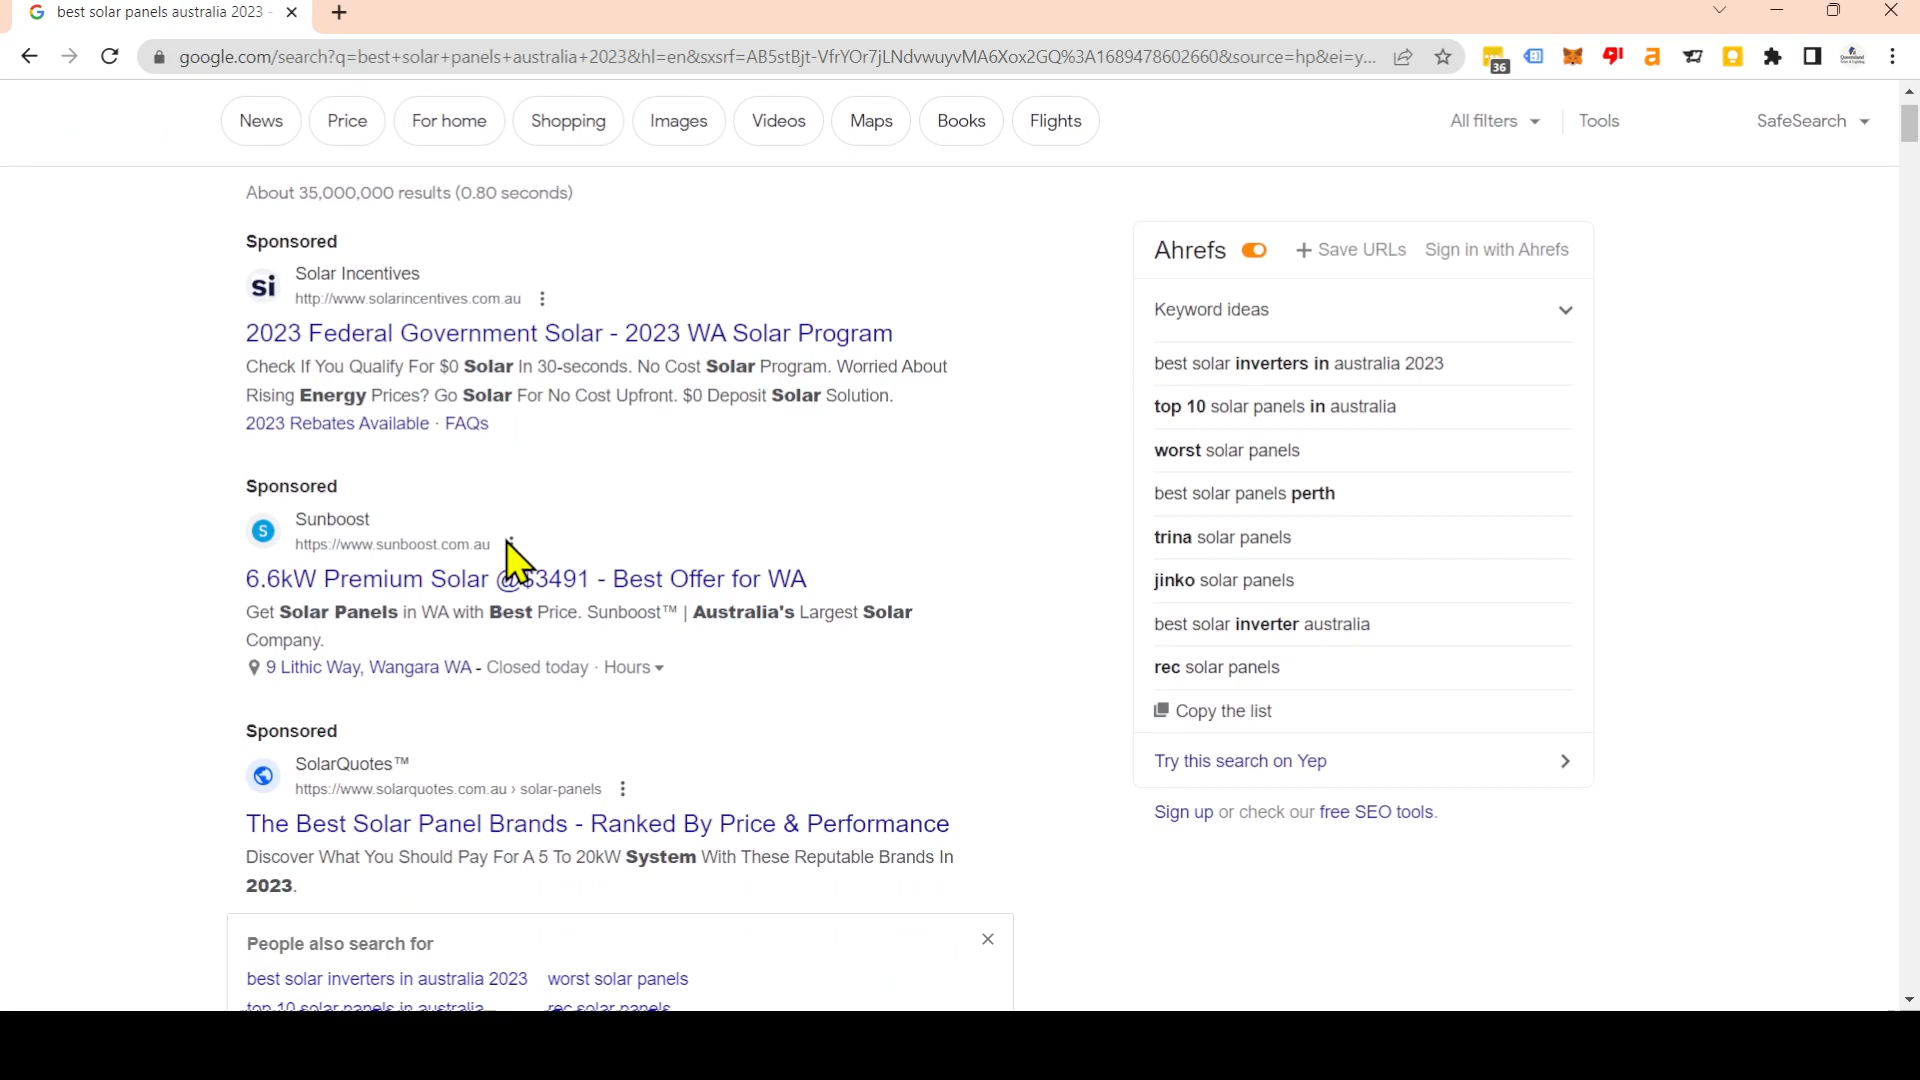 best solar panels australia 2023 -
google.com/search?q=best+solar+panels+australia+2023&hl=en&sxsrf=AB5stBjt-VfrYOr7jLNdvwuyvMA6Xox2GQ%3A1689478602660&source=hp&ei=y...
36
News
Price
For home
Shopping
Images
Videos
Maps
Books
Flights
All filters
Tools
SafeSearch
About 35,000,000 results (0.80 seconds)
Sponsored
si
Solar Incentives
http://www.solarincentives.com.au
2023 Federal Government Solar - 2023 WA Solar Program
Check If You Qualify For $0 Solar In 30-seconds. No Cost Solar Program. Worried About
Rising Energy Prices? Go Solar For No Cost Upfront. $0 Deposit Solar Solution.
2023 Rebates Available · FAQs
Sponsored
S
Sunboost
https://www.sunboost.com.au
6.6kW Premium Solar @$3491 - Best Offer for WA
Get Solar Panels in WA with Best Price. Sunboost™ | Australia's Largest Solar
Company.
9 Lithic Way, Wangara WA - Closed today · Hours
Sponsored
SolarQuotes™
https://www.solarquotes.com.au › solar-panels
The Best Solar Panel Brands - Ranked By Price & Performance
Discover What You Should Pay For A 5 To 20kW System With These Reputable Brands In
2023.
People also search for
best solar inverters in australia 2023
worst solar panels
top 10 solar panels in australia
rec solar panels
Ahrefs
+ Save URLs
Sign in with Ahrefs
Keyword ideas
best solar inverters in australia 2023
top 10 solar panels in australia
worst solar panels
best solar panels perth
trina solar panels
jinko solar panels
best solar inverter australia
rec solar panels
Copy the list
Try this search on Yep
Sign up or check our free SEO tools.